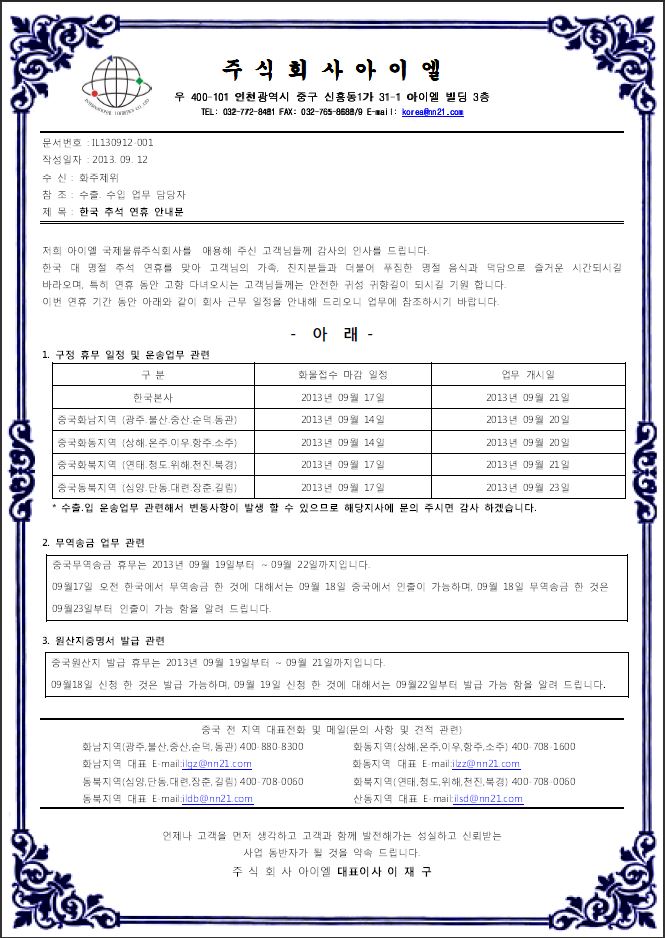 주 식 회 사 아 이 엘
우 400-101 인천광역시 중구 신흥동1가 31-1 아이엘 빌딩 3층
TEL: 032-772-8481 FAX: 032-765-8688/9 E-mail: korea@nn21.com
문서번호 : IL130912-001
작성일자 : 2013. 09. 12
수 신 : 화주제위
참 조 : 수출. 수입 업무 담당자
제 목 : 한국 추석 연휴 안내문
저희 아이엘 국제물류주식회사를 애용해 주신 고객님들께 감사의 인사를 드립니다.
한국 대 명절 추석 연휴를 맞아 고객님의 가족, 친지분들과 더불어 푸짐한 명절 음식과 덕담으로 즐거운 시간되시길
바라오며, 특히 연휴 동안 고향 다녀오시는 고객님들께는 안전한 귀성 귀향길이 되시길 기원 합니다.
이번 연휴 기간 동안 아래와 같이 회사 근무 일정을 안내해 드리오니 업무에 참조하시기 바랍니다.
- 아 래 -
1. 구정 휴무 일정 및 운송업무 관련
구 분 화물접수 마감 일정 업무 개시일
한국본사 2013년 09월 17일 2013년 09월 21일
중국화남지역 (광주.불산.중산.순덕.동관) 2013년 09월 14일 2013년 09월 20일
중국화동지역 (상해.온주.이우.항주.소주) 2013년 09월 14일 2013년 09월 20일
중국화북지역 (연태.청도.위해.천진.북경) 2013년 09월 17일 2013년 09월 21일
중국동북지역 (심양.단동.대련.장준.길림) 2013년 09월 17일 2013년 09월 23일
* 수출.입 운송업무 관련해서 변동사항이 발생 할 수 있으므로 해당지사에 문의 주시면 감사 하겠습니다.
2. 무역송금 업무 관련
중국무역송금 휴무는 2013년 09월 19일부터 ~ 09월 22일까지입니다.
09월17일 오전 한국에서 무역송금 한 것에 대해서는 09월 18일 중국에서 인출이 가능하며, 09월 18일 무역송금 한 것은
09월23일부터 인출이 가능 함을 알려 드립니다.
3. 원산지증명서 발급 관련
중국원산지 발급 휴무는 2013년 09월 19일부터 ~ 09월 21일까지입니다.
09월18일 신청 한 것은 발급 가능하며, 09월 19일 신청 한 것에 대해서는 09월22일부터 발급 가능 함을 알려 드립니다.
중국 전 지역 대표전화 및 메일(문의 사항 및 견적 관련)
화남지역(광주,불산,중산,순덕,동관) 400-880-8300 화동지역(상해,온주,이우,항주,소주) 400-708-1600
화남지역 대표 E-mail:ilgz@nn21.com 화동지역 대표 E-mail:ilzz@nn21.com
동북지역(심양,단동,대련,장준,길림) 400-708-0060 화북지역(연태,청도,위해,천진,북경) 400-708-0060
동북지역 대표 E-mail:ildb@nn21.com 산동지역 대표 E-mail:ilsd@nn21.com
언제나 고객을 먼저 생각하고 고객과 함께 발전해가는 성실하고 신뢰받는
사업 동반자가 될 것을 약속 드립니다.
주 식 회 사 아이엘 대표이사 이 재 구